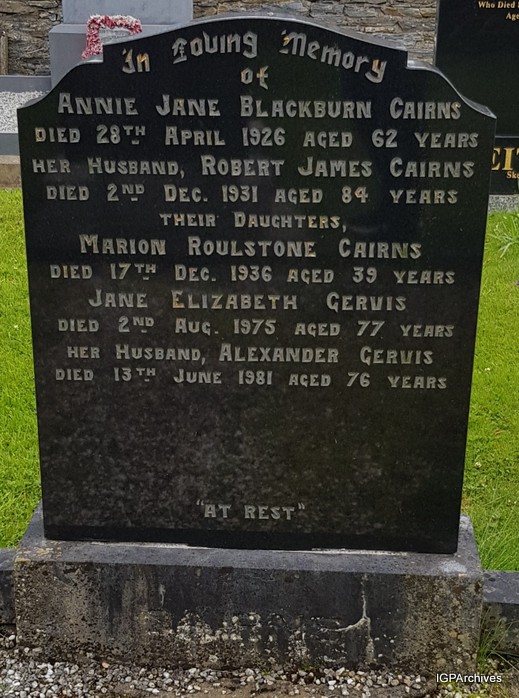 In Loving Memory
of
ANNIE JANE BLACKBURN CAIRNS
DIED 28TH APRIL 1926 AGED 62 YEARS
HER HUSBAND, ROBERT JAMES CAIRNS
DIED 2ND DEC. 1931 AGED 84 YEARS
THEIR DAUGHTERS,
MARION ROULSTONE CAIRNS
DIED 17TH DEC. 1936 AGED 39 YEARS
JANE ELIZABETH GERVIS
DIED 2ND AUG. 1975 AGED 77 YEARS
HER HUSBAND, ALEXANDER GERVIS
DIED 13TH JUNE 1981 AGED 76 YEARS
"AT REST"
Who Died
IGPArchives